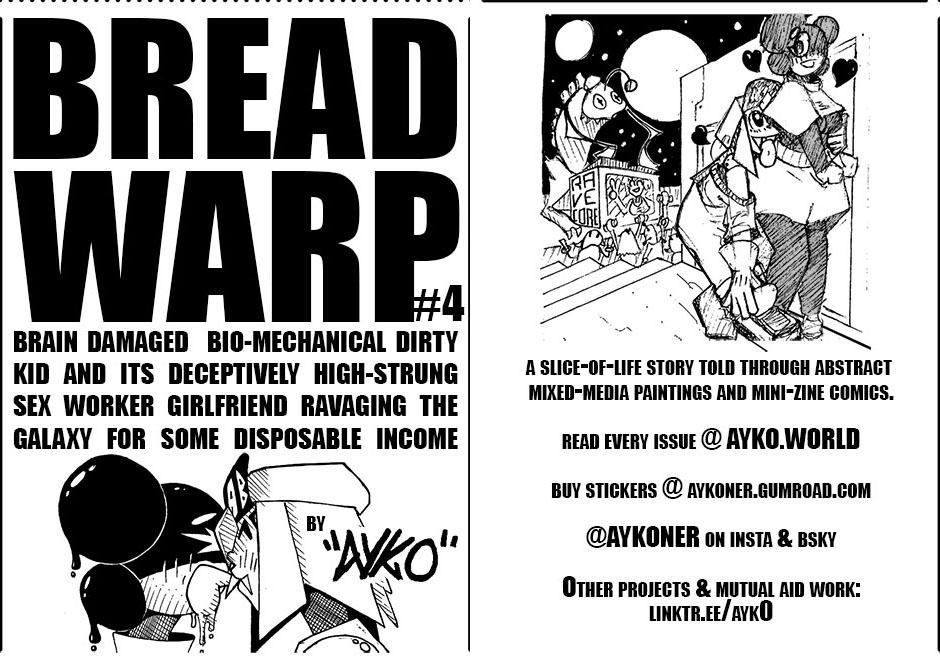 BREAD
WARP
#4
BRAIN DAMAGED BIO-MECHANICAL DIRTY
KID AND ITS DECEPTIVELY HIGH-STRUNG
SEX WORKER GIRLFRIEND RAVAGING THE
GALAXY FOR SOME DISPOSABLE INCOME
BY
"AYKO"
RAVE
CORE
A SLICE-OF-LIFE STORY TOLD THROUGH ABSTRACT
MIXED-MEDIA PAINTINGS AND MINI-ZINE COMICS.
READ EVERY ISSUE @ AYKO.WORLD
BUY STICKERS @ AYKONER.GUMROAD.COM
@AYKONER ON INSTA & BSKY
OTHER PROJECTS & MUTUAL AID WORK:
LINKTR.EE/AYKO